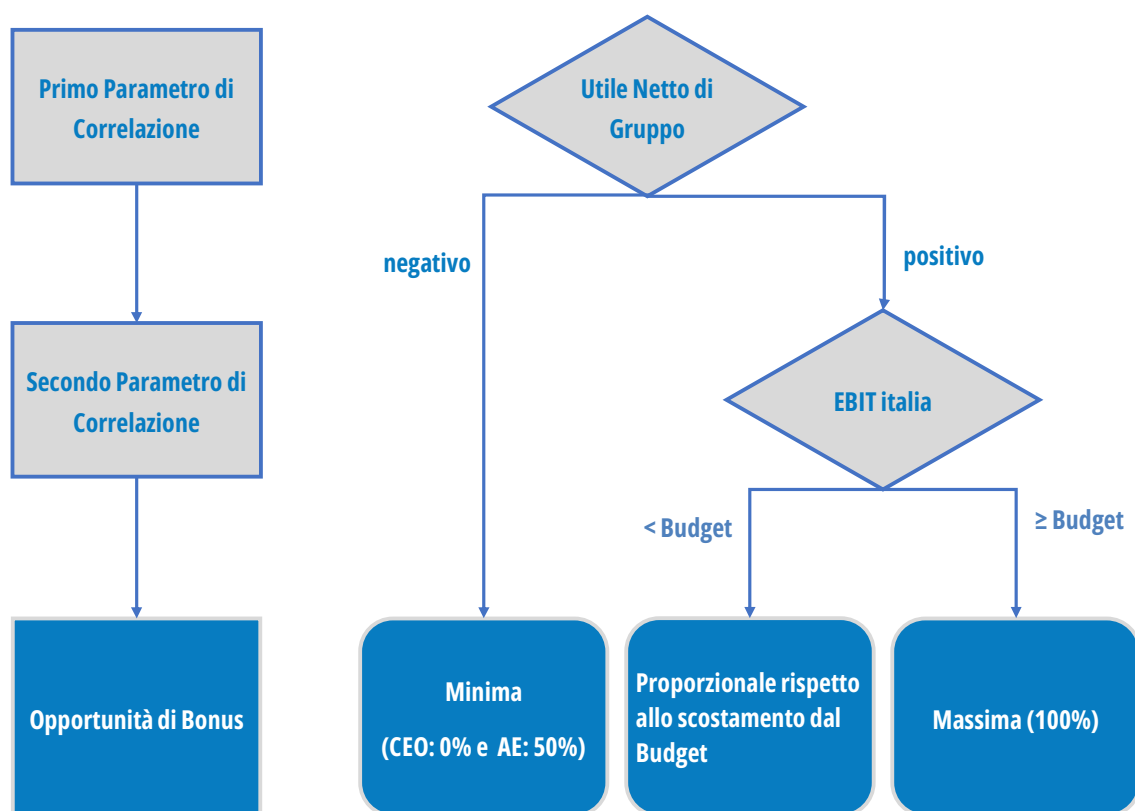 Primo Parametro di
Correlazione
Utile Netto di
Gruppo
negativo
positivo
Secondo Parametro di
Correlazione
EBIT italia
< Budget
≥ Budget
Opportunità di Bonus
Minima
(CEO: 0% e AE: 50%)
Proporzionale rispetto
allo scostamento dal
Budget
Massima (100%)